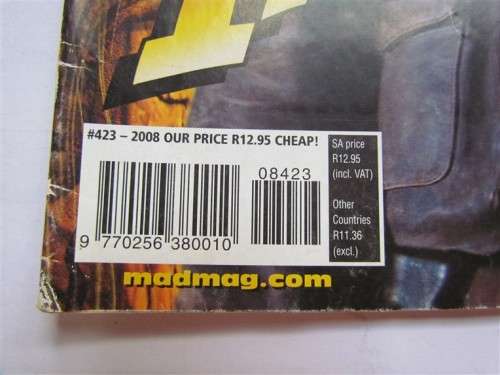 #423 – 2008 OUR PRICE R12.95 CHEAP!
08423
9 770256 380010
SA price
R12.95
(incl. VAT)
Other
Countries
R11.36
(excl.)
madmag.com